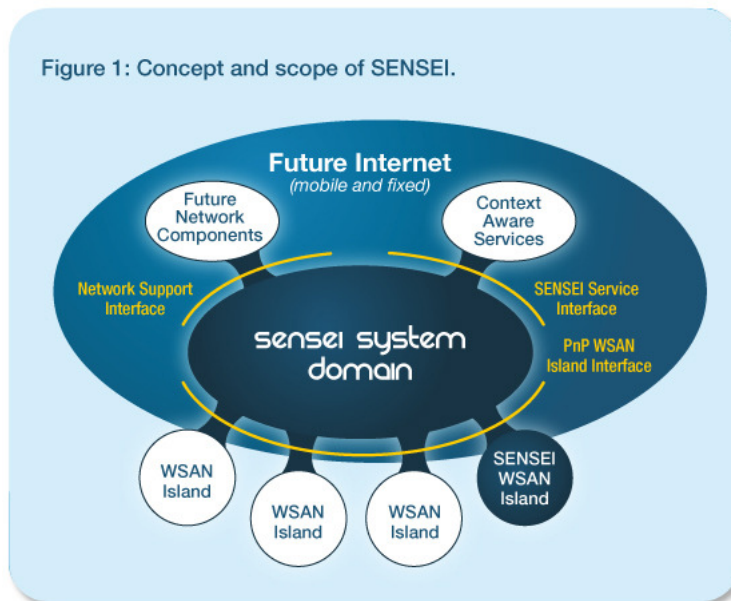 Figure 1: Concept and scope of SENSEI.
Future Internet
(mobile and fixed)
Future
Network
Components
Context
Aware
Services
Network Support
Interface
SENSEI Service
Interface
PnP WSAN
Island Interface
sensei system
domain
WSAN
Island
WSAN
Island
WSAN
Island
SENSEI
WSAN
Island